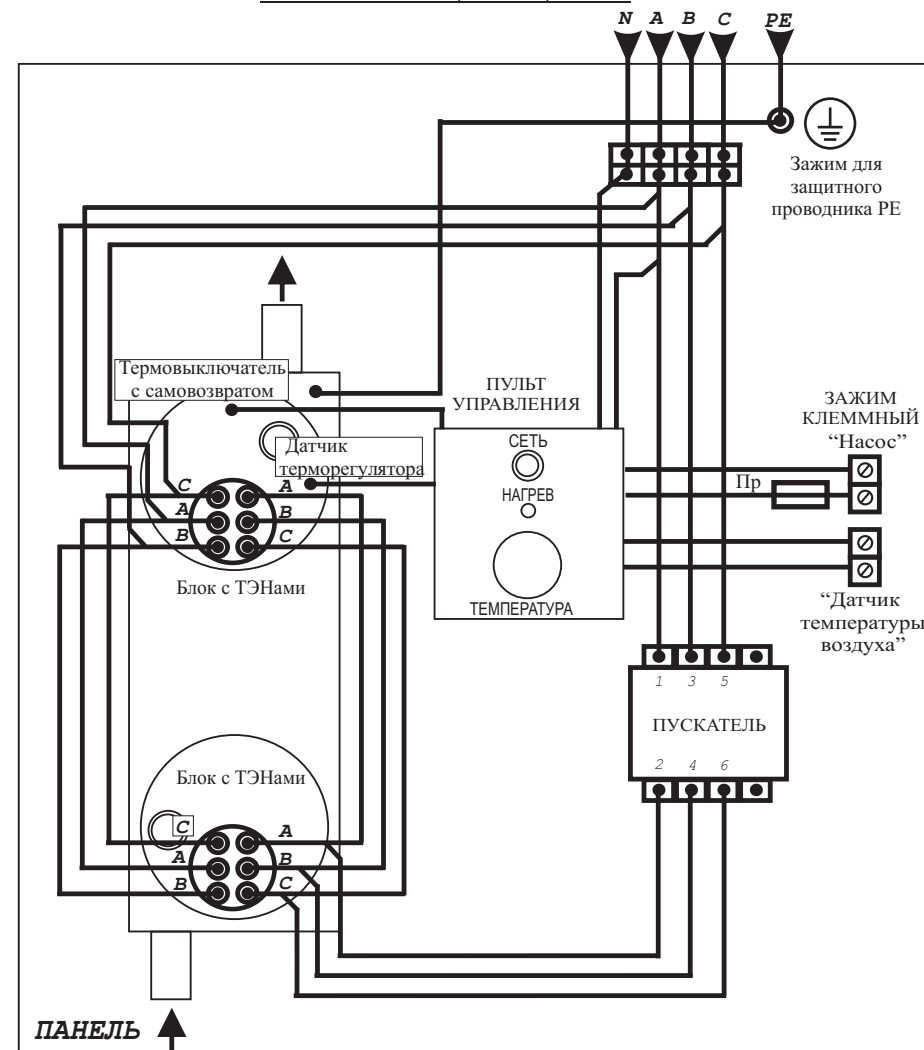 N A B C PE
Зажим для
защитного
проводника PE
Термовыключатель
с самовозвратом
ПУЛЬТ
УПРАВЛЕНИЯ
ЗАЖИМ
КЛЕММНЫЙ
“Насос”
СЕТЬ
Датчик
терморегулятора
НАГРЕВ
Пр
C A
A B
B C
Блок с ТЭНами
ТЕМПЕРАТУРА
“Датчик
температуры
воздуха”
1 3 5
ПУСКАТЕЛЬ
2 4 6
Блок с ТЭНами
C A
A B
B C
ПАНЕЛЬ